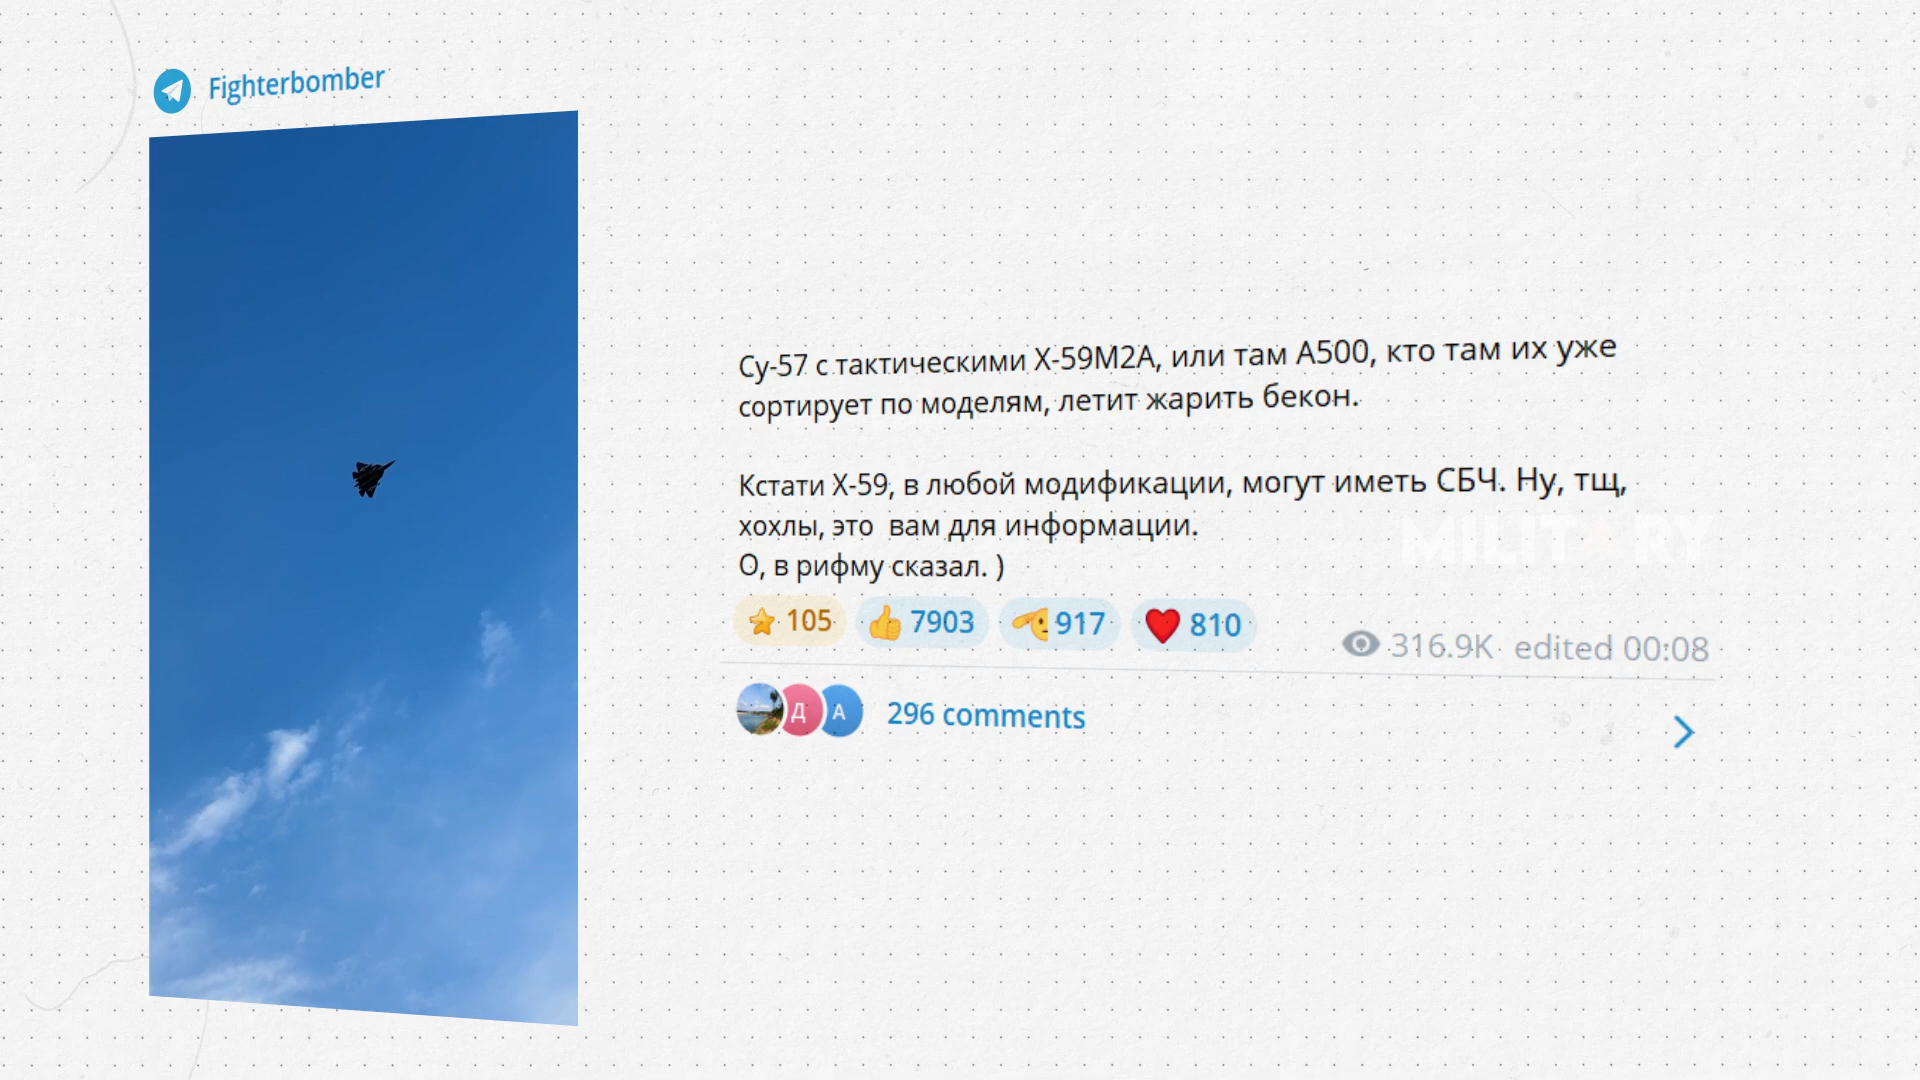 Fighterbomber
Су-57 с тактическими Х-59М2А, или там А500, кто там их уже
сортирует по моделям, летит жарить бекон.
Кстати Х-59, в любой модификации, могут иметь СБЧ. Ну, тщ,
хохлы, это вам для информации.
О, в рифму сказал. )
105 7903 917 810
316.9K edited 00:08
Д А 296 comments
MILITARY